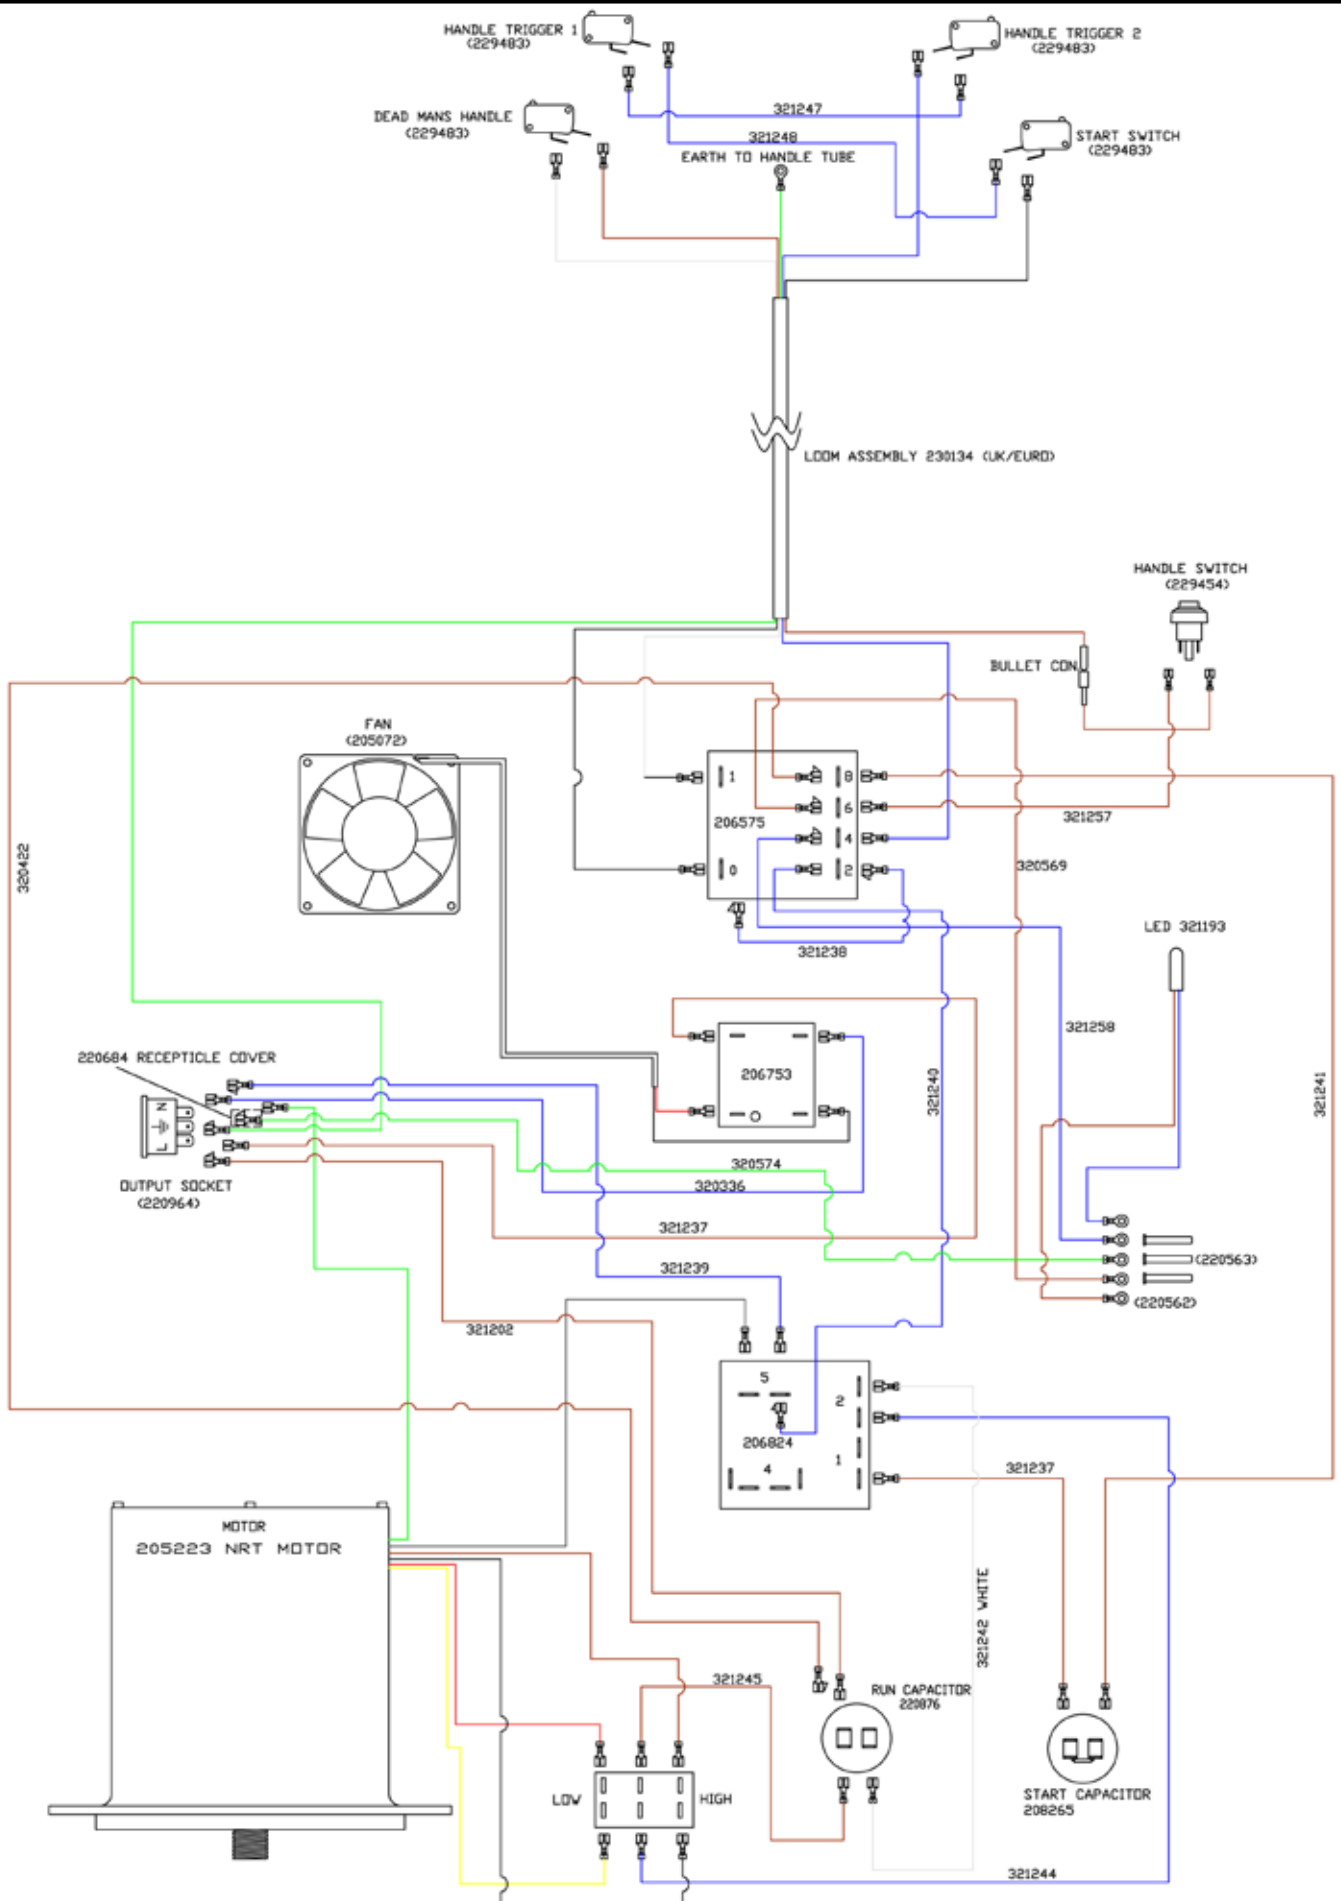 HANDLE TRIGGER 1
(229483)
HANDLE TRIGGER 2
(229483)
DEAD MANS HANDLE
(229483)
321247
321248
START SWITCH
(229483)
EARTH TO HANDLE TUBE
LOOM ASSEMBLY 230134 (UK/EURO)
HANDLE SWITCH
(229454)
BULLET CON
FAN
(205072)
1
8
206575
6
4
0
2
321257
320422
320569
321238
LED 321193
321258
321240
321241
220684 RECEPTICLE COVER
206753
N
L
OUTPUT SOCKET
(220964)
320574
320336
321237
321239
(220563)
(220562)
321202
5
2
206824
1
4
321237
MOTOR
205223 NRT MOTOR
321242 WHITE
321245
RUN CAPACITOR
220876
LOW
HIGH
START CAPACITOR
208265
321244